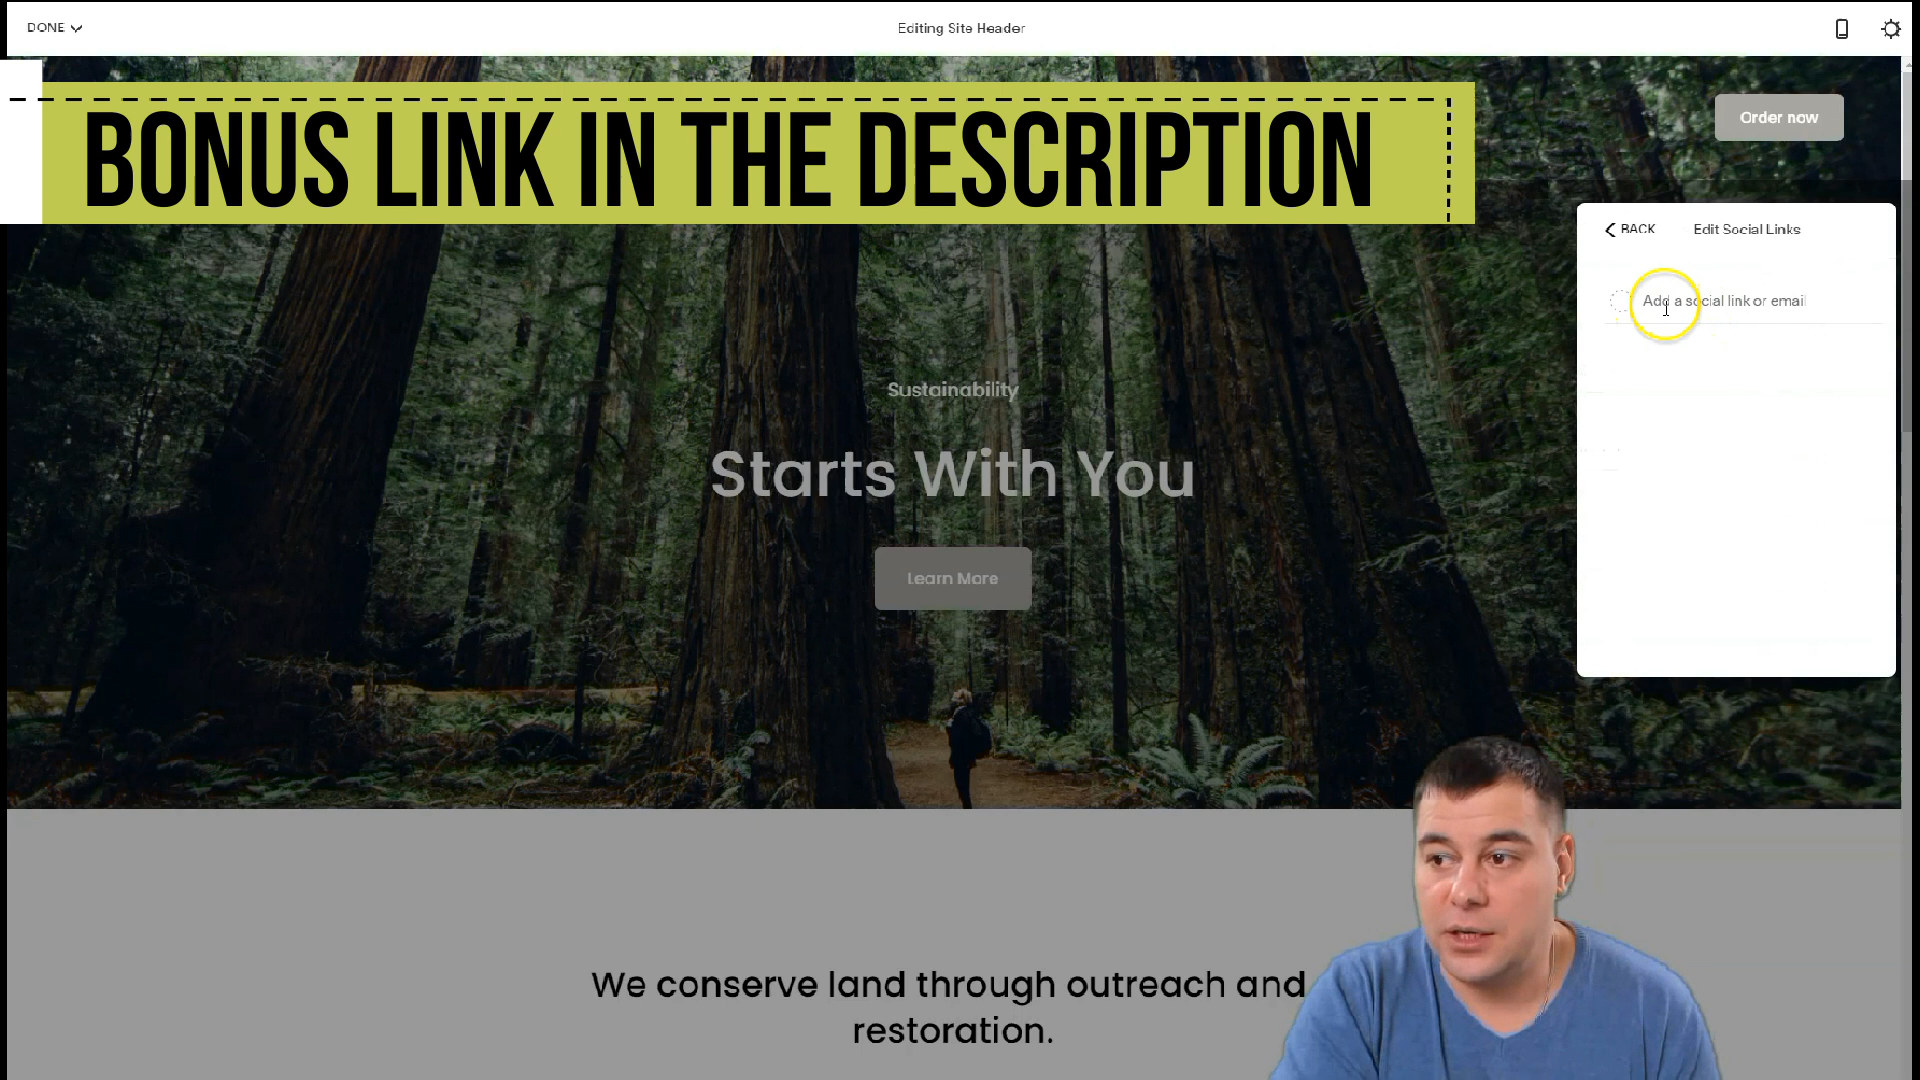 DONE
Editing Site Header
BONUS LINK IN THE DESCRIPTION
Order now
BACK
Edit Social Links
Add a social link or email
Sustainability
Starts With You
Learn More
We conserve land through outreach and
restoration.